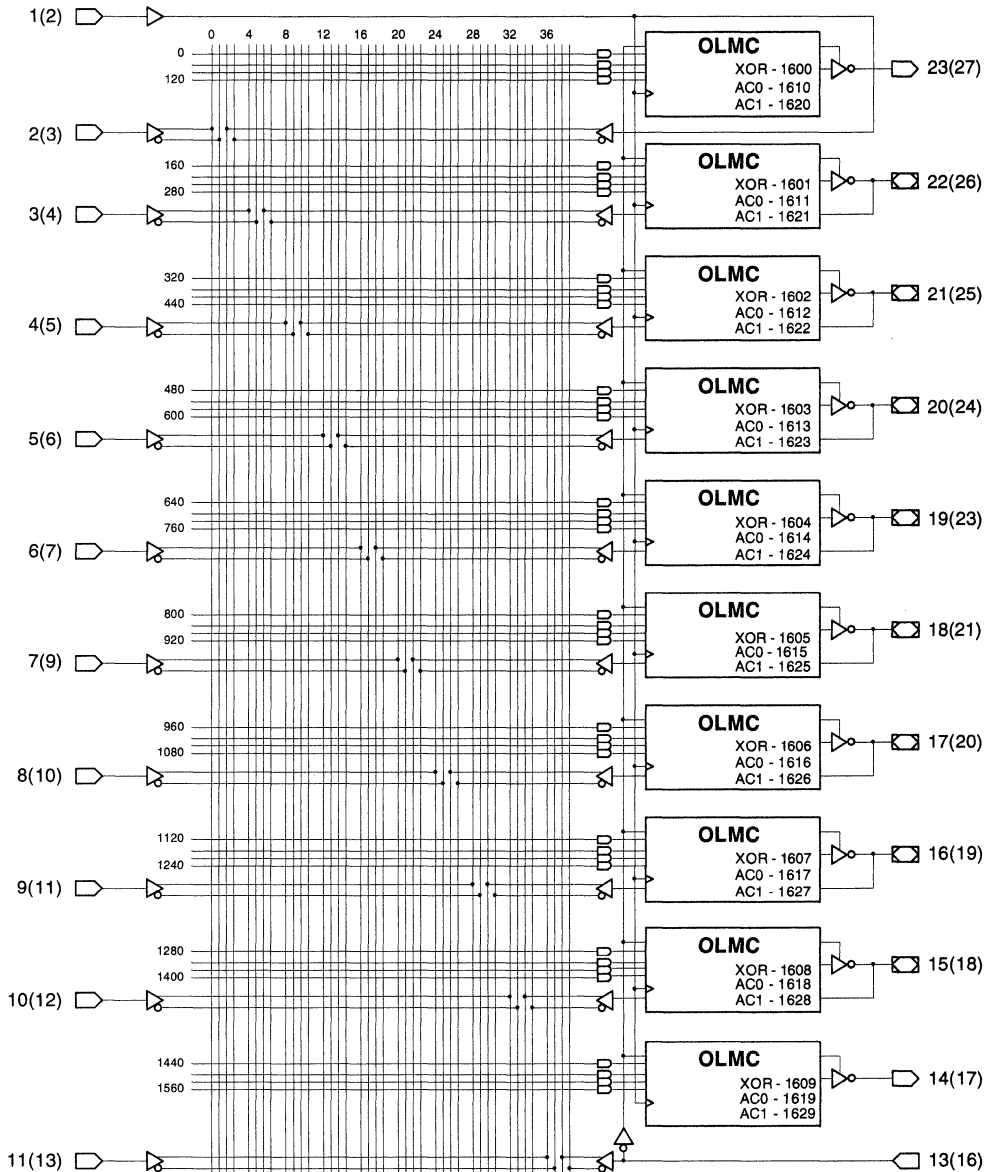 1(2)
0 4 8 12 16 20 24 28 32 36
0
120
OLMC
XOR - 1600
AC0 - 1610
AC1 - 1620
23(27)
2(3)
160
280
OLMC
XOR - 1601
AC0 - 1611
AC1 - 1621
22(26)
3(4)
320
440
OLMC
XOR - 1602
AC0 - 1612
AC1 - 1622
21(25)
4(5)
480
600
OLMC
XOR - 1603
AC0 - 1613
AC1 - 1623
20(24)
5(6)
640
760
OLMC
XOR - 1604
AC0 - 1614
AC1 - 1624
19(23)
6(7)
800
920
OLMC
XOR - 1605
AC0 - 1615
AC1 - 1625
18(21)
7(9)
960
1080
OLMC
XOR - 1606
AC0 - 1616
AC1 - 1626
17(20)
8(10)
1120
1240
OLMC
XOR - 1607
AC0 - 1617
AC1 - 1627
16(19)
9(11)
1280
1400
OLMC
XOR - 1608
AC0 - 1618
AC1 - 1628
15(18)
10(12)
1440
1560
OLMC
XOR - 1609
AC0 - 1619
AC1 - 1629
14(17)
11(13)
13(16)